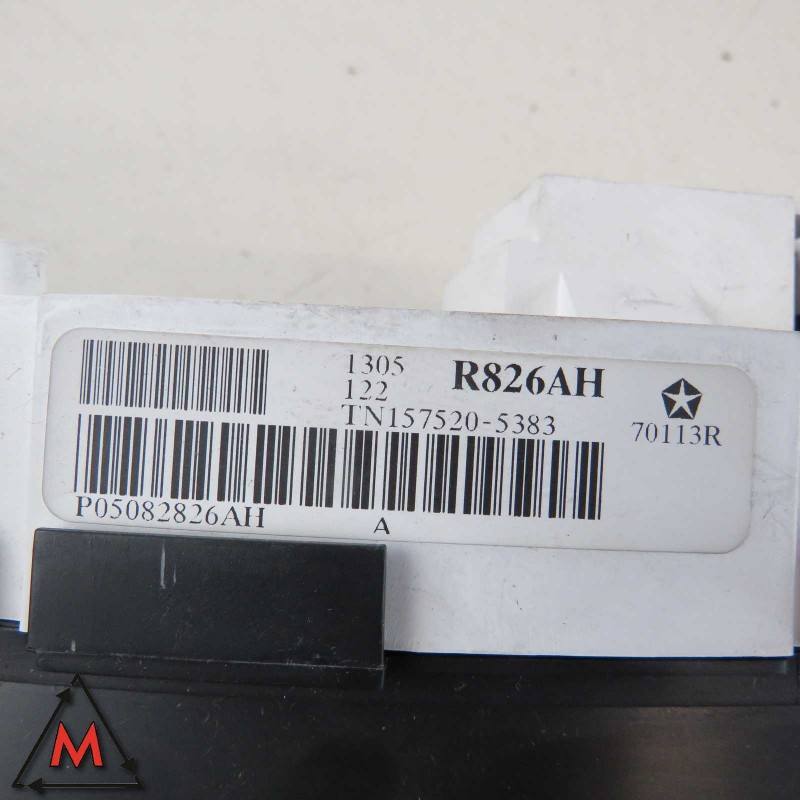 1305
R826AH
122
TN157520-5383
70113R
P05082826AH
A
M